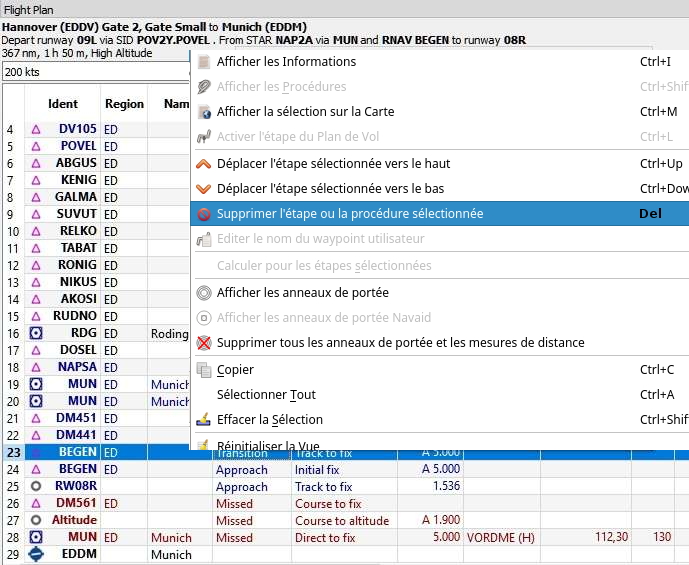 Flight Plan
Hannover (EDDV) Gate 2, Gate Small to Munich (EDDM)
Depart runway 09L via SID POV2Y.POVEL . From STAR NAP2A via MUN and RNAV BEGEN to runway 08R
367 nm, 1 h 50 m, High Altitude
200 kts
Ident Region Nam
4 DV105 ED
5 POVEL ED
6 ABGUS ED
7 KENIG ED
8 GALMA ED
9 SUVUT ED
10 RELKO ED
11 TABAT ED
12 RONIG ED
13 NIKUS ED
14 AKOSI ED
15 RUDNO ED
16 RDG ED Roding
17 DOSEL ED
18 NAPSA ED
19 MUN ED Munich
20 MUN ED Munich
21 DM451 ED
22 DM441 ED
23 BEGEN ED Transition Track to fix A 5.000
24 BEGEN ED Approach Initial fix A 5.000
25 RW08R Approach Track to fix 1.536
26 DM561 ED Missed Course to fix
27 Altitude Missed Course to altitude A 1.900
28 MUN ED Munich Missed Direct to fix 5.000 VORDME (H) 112,30 130
29 EDDM Munich
Afficher les Informations Ctrl+I
Afficher les Procédures Ctrl+Shif
Afficher la sélection sur la Carte Ctrl+M
Activer l'étape du Plan de Vol Ctrl+L
Déplacer l'étape sélectionnée vers le haut Ctrl+Up
Déplacer l'étape sélectionnée vers le bas Ctrl+Dow
Supprimer l'étape ou la procédure sélectionnée Del
Editer le nom du waypoint utilisateur
Calculer pour les étapes sélectionnées
Afficher les anneaux de portée
Afficher les anneaux de portée Navaid
Supprimer tous les anneaux de portée et les mesures de distance
Copier Ctrl+C
Sélectionner Tout Ctrl+A
Effacer la Sélection Ctrl+Shif
Réinitialiser la Vue